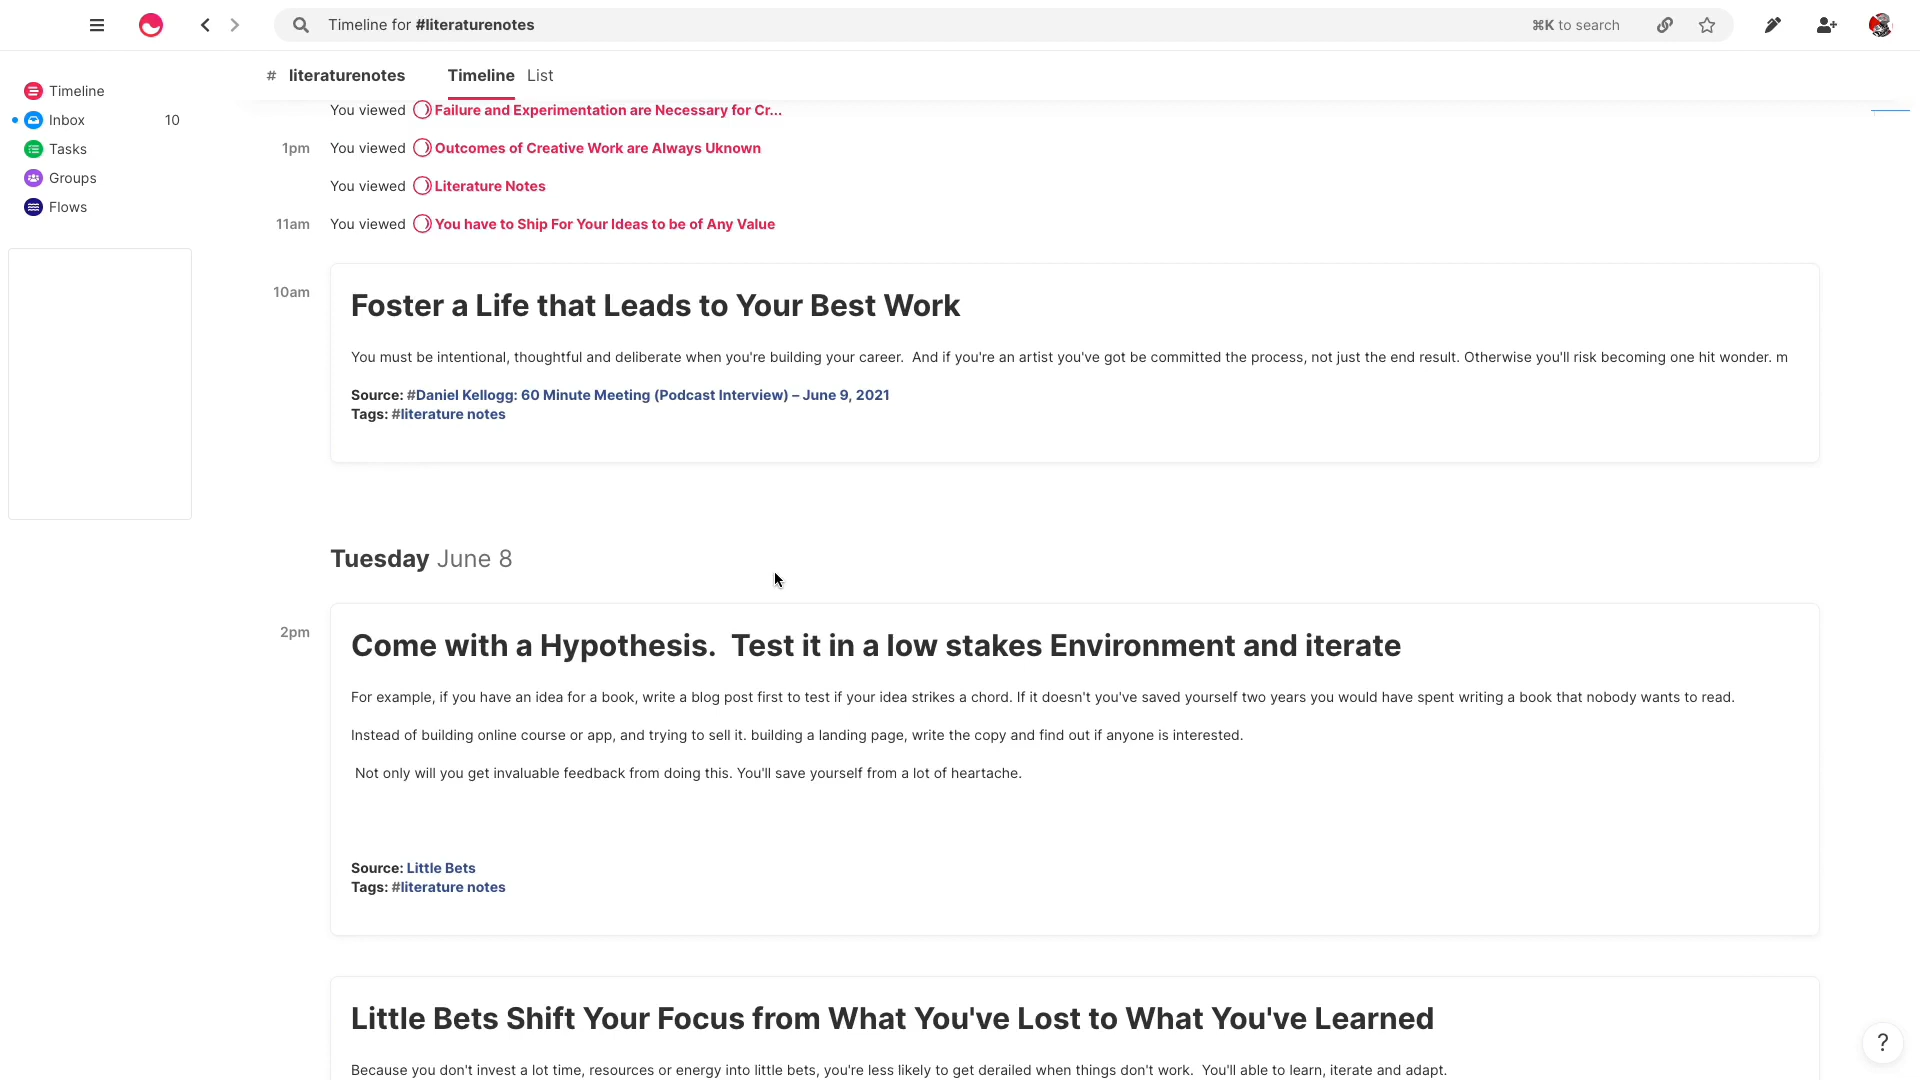 Timeline for #literaturenotes
⌘K to search
# literaturenotes
Timeline
List
Timeline
Inbox 10
Tasks
Groups
Flows
You viewed Failure and Experimentation are Necessary for Cr...
1pm You viewed Outcomes of Creative Work are Always Uknown
You viewed Literature Notes
11am You viewed You have to Ship For Your Ideas to be of Any Value
10am
Foster a Life that Leads to Your Best Work
You must be intentional, thoughtful and deliberate when you're building your career.  And if you're an artist you've got be committed the process, not just the end result. Otherwise you'll risk becoming one hit wonder. m
Source: #Daniel Kellogg: 60 Minute Meeting (Podcast Interview) – June 9, 2021
Tags: #literature notes
Tuesday June 8
2pm
Come with a Hypothesis.  Test it in a low stakes Environment and iterate
For example, if you have an idea for a book, write a blog post first to test if your idea strikes a chord. If it doesn't you've saved yourself two years you would have spent writing a book that nobody wants to read.
Instead of building online course or app, and trying to sell it. building a landing page, write the copy and find out if anyone is interested.
Not only will you get invaluable feedback from doing this. You'll save yourself from a lot of heartache.
Source: Little Bets
Tags: #literature notes
Little Bets Shift Your Focus from What You've Lost to What You've Learned
Because you don't invest a lot time, resources or energy into little bets, you're less likely to get derailed when things don't work.  You'll able to learn, iterate and adapt.
?